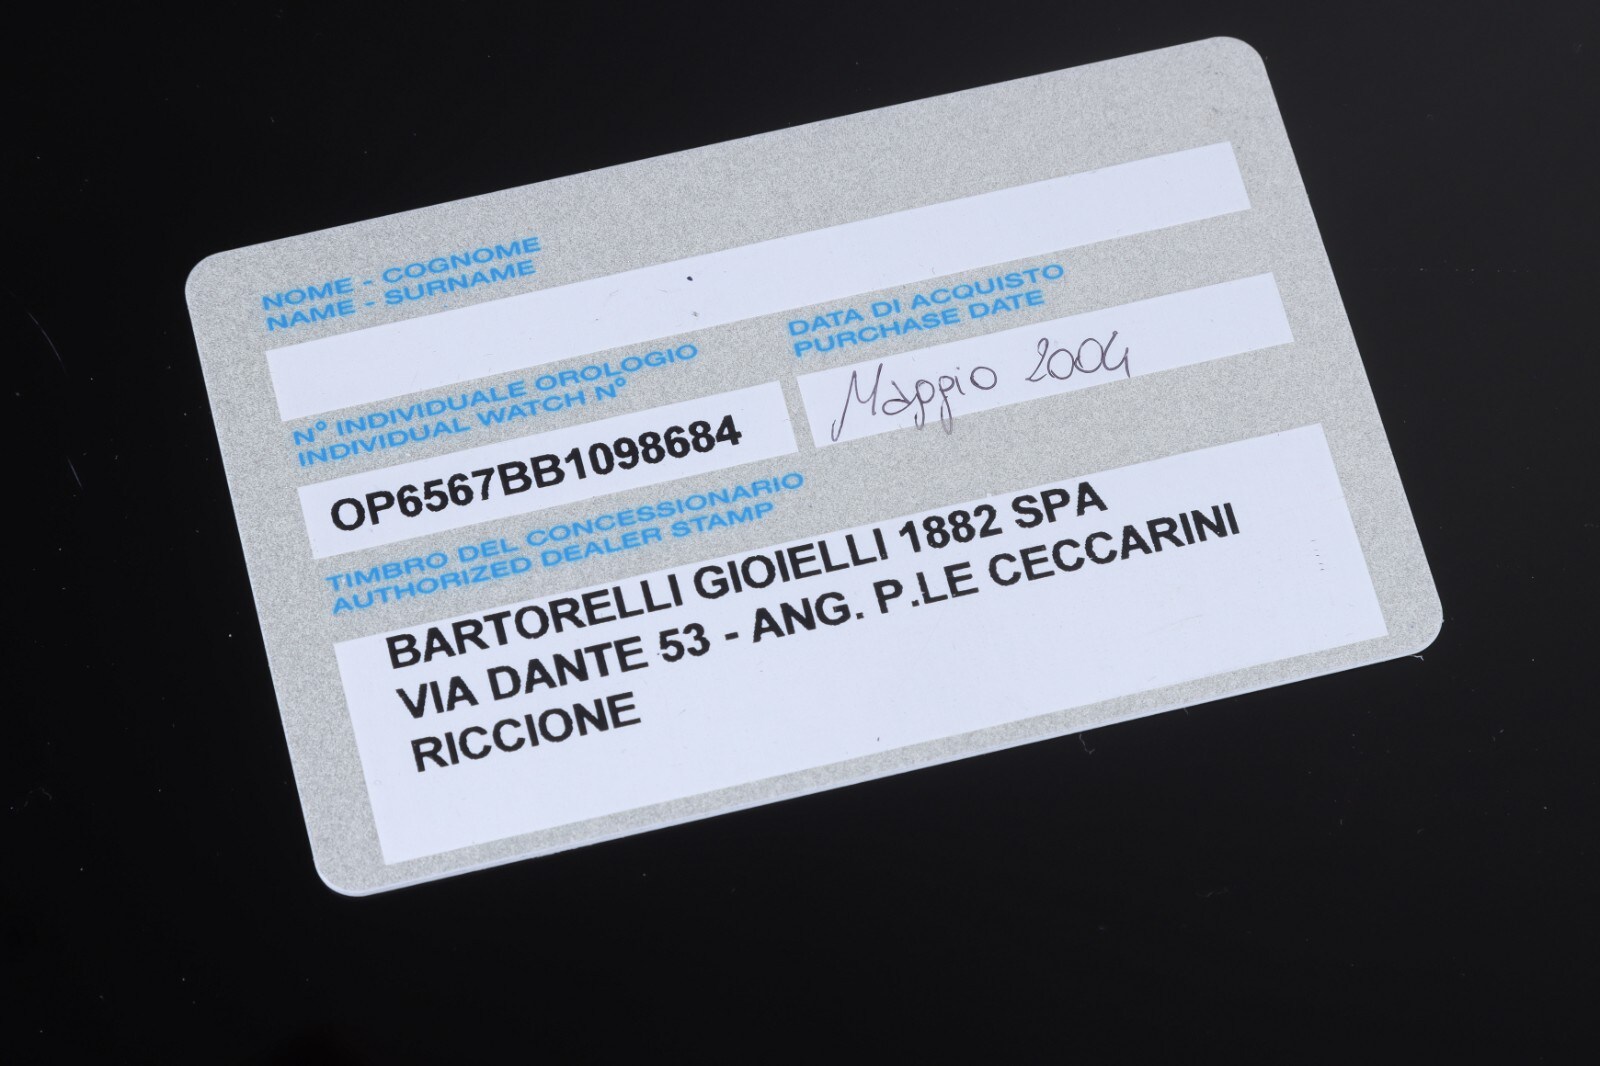 NOME - COGNOME
NAME - SURNAME
N° INDIVIDUALE OROLOGIO
INDIVIDUAL WATCH N°
OP6567BB1098684
DATA DI ACQUISTO
PURCHASE DATE
Maggio 2004
TIMBRO DEL CONCESSIONARIO
AUTHORIZED DEALER STAMP
BARTORELLI GIOIELLI 1882 SPA
VIA DANTE 53 - ANG. P.LE CECCARINI
RICCIONE